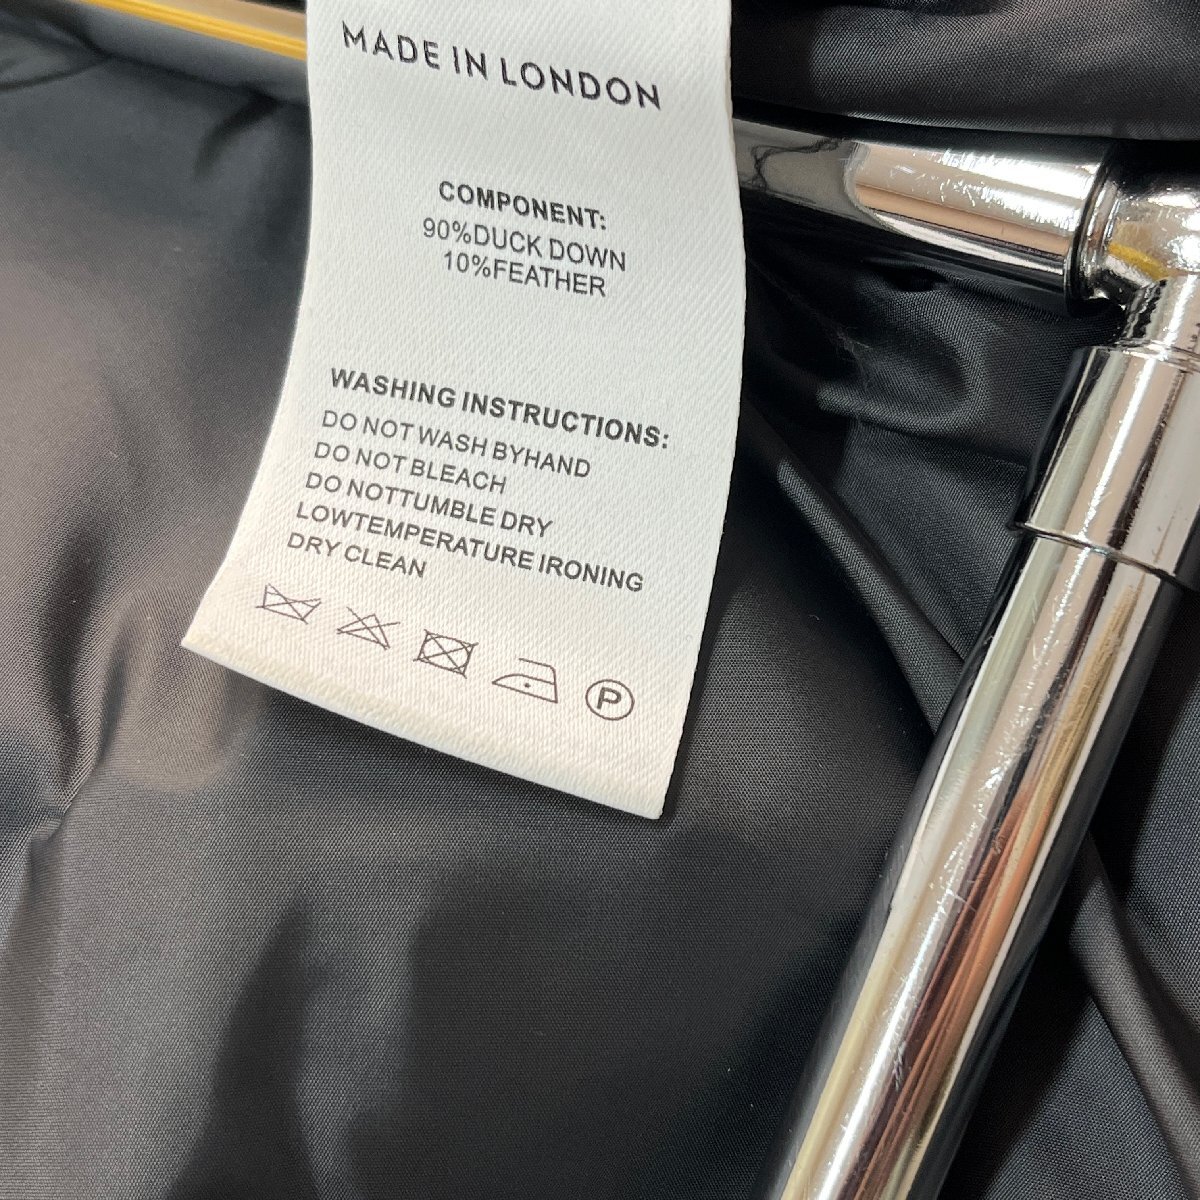 MADE IN LONDON
COMPONENT:
90%DUCK DOWN
10%FEATHER
WASHING INSTRUCTIONS:
DO NOT WASH BYHAND
DO NOT BLEACH
DO NOTTUMBLE DRY
LOWTEMPERATURE IRONING
DRY CLEAN
P